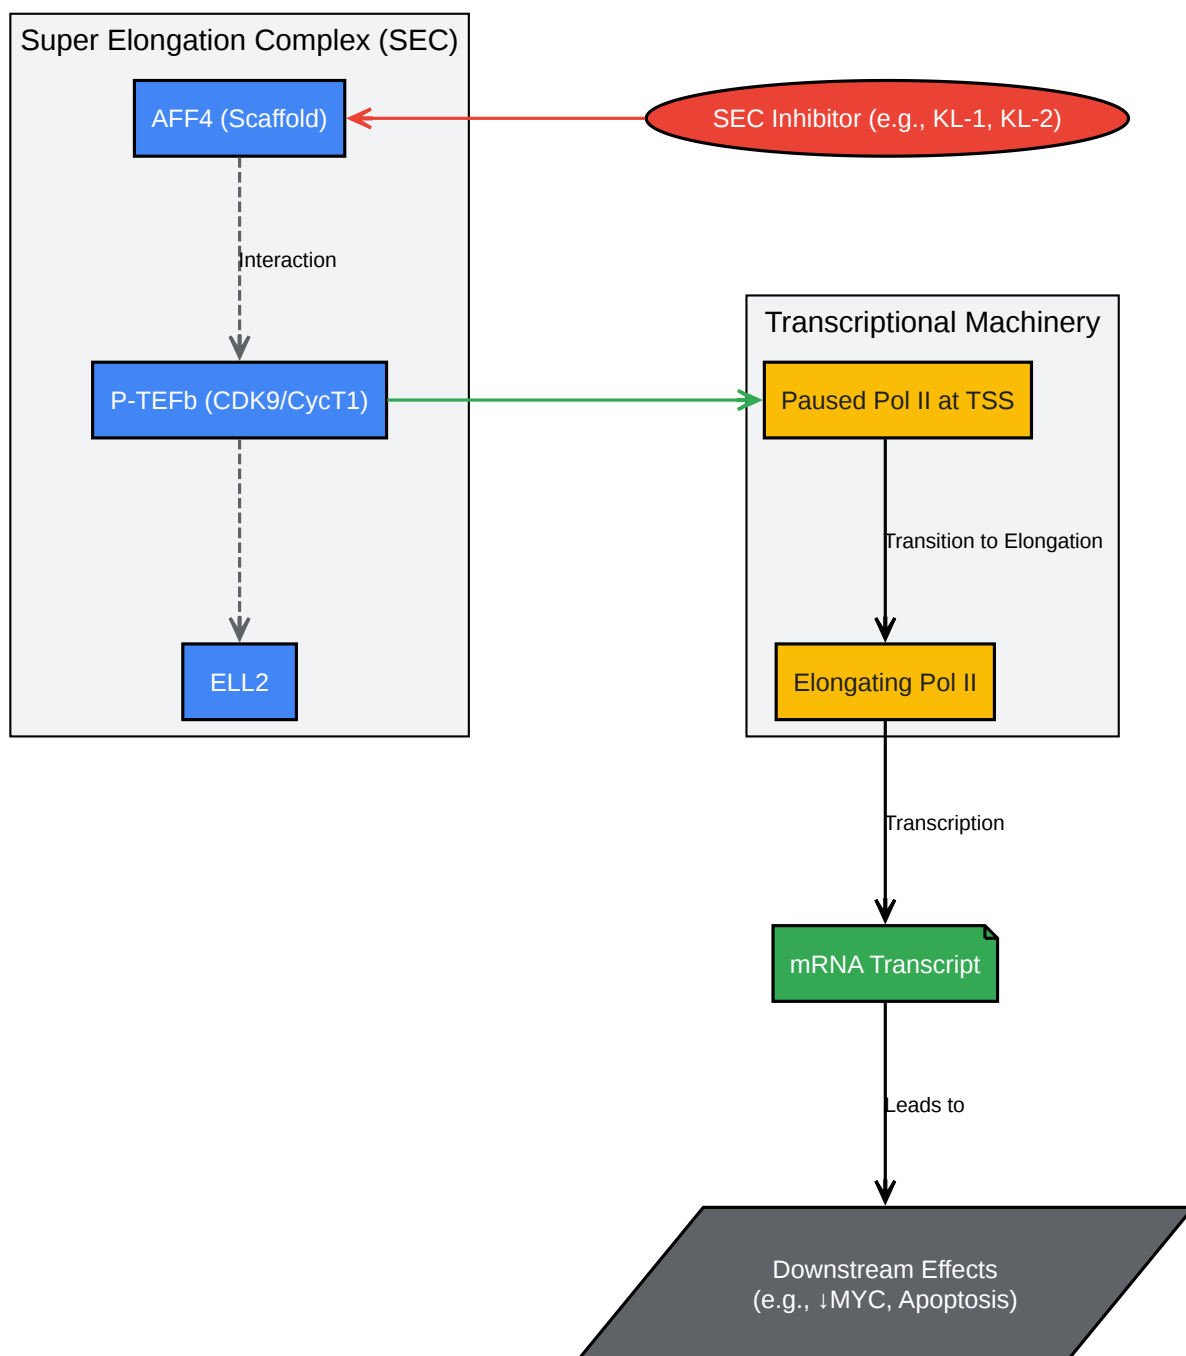 Super Elongation Complex (SEC)
AFF4 (Scaffold)
SEC Inhibitor (e.g., KL-1, KL-2)
Interaction
Transcriptional Machinery
P-TEFb (CDK9/CycT1)
Paused Pol II at TSS
Transition to Elongation
ELL2
Elongating Pol II
Transcription
mRNA Transcript
Leads to
Downstream Effects
(e.g., ↓MYC, Apoptosis)